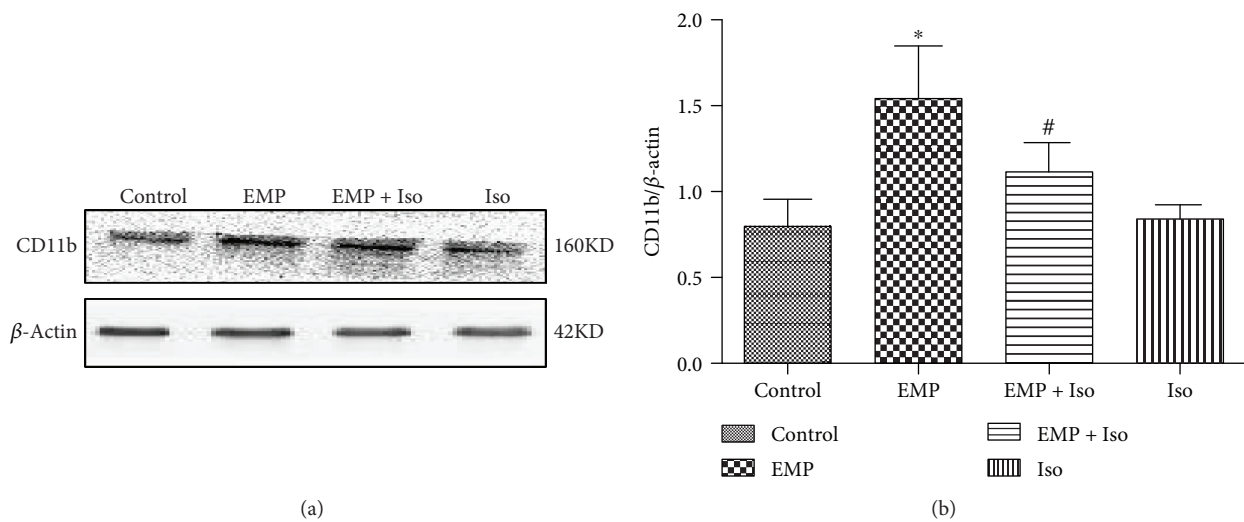 Control EMP EMP + Iso Iso
CD11b 160KD
β-Actin 42KD
(a)
CD11b/β-actin
2.0
1.5
1.0
0.5
0.0
*
#
Control EMP EMP + Iso Iso
Control EMP + Iso
EMP Iso
(b)